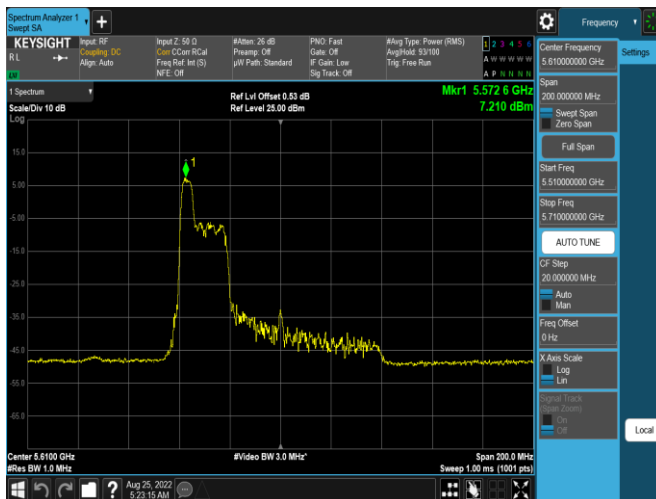 Spectrum Analyzer 1
Swept SA
Frequency
KEYSIGHT
R L
Input: RF
Coupling: DC
Align: Auto
Input Z: 50 Ω
Corr CCorr RCal
Freq Ref: Int (S)
NFE: Off
#Atten: 26 dB
Preamp: Off
µW Path: Standard
PNO: Fast
Gate: Off
IF Gain: Low
Sig Track: Off
#Avg Type: Power (RMS)
Avg|Hold: 93/100
Trig: Free Run
1 2 3 4 5 6
A W W W W W
A P N N N N
Settings
Center Frequency
5.610000000 GHz
Span
200.000000 MHz
Swept Span
Zero Span
Full Span
Start Freq
5.510000000 GHz
Stop Freq
5.710000000 GHz
AUTO TUNE
CF Step
20.000000 MHz
Auto
Man
Freq Offset
0 Hz
X Axis Scale
Log
Lin
Signal Track
(Span Zoom)
On
Off
Local
1 Spectrum
Scale/Div 10 dB
Ref Lvl Offset 0.53 dB
Ref Level 25.00 dBm
Mkr1 5.572 6 GHz
7.210 dBm
Log
15.0
5.00
-5.00
-15.0
-25.0
-35.0
-45.0
-55.0
-65.0
1
Center 5.6100 GHz
#Res BW 1.0 MHz
#Video BW 3.0 MHz*
Span 200.0 MHz
Sweep 1.00 ms (1001 pts)
?
Aug 25, 2022
5:23:15 AM